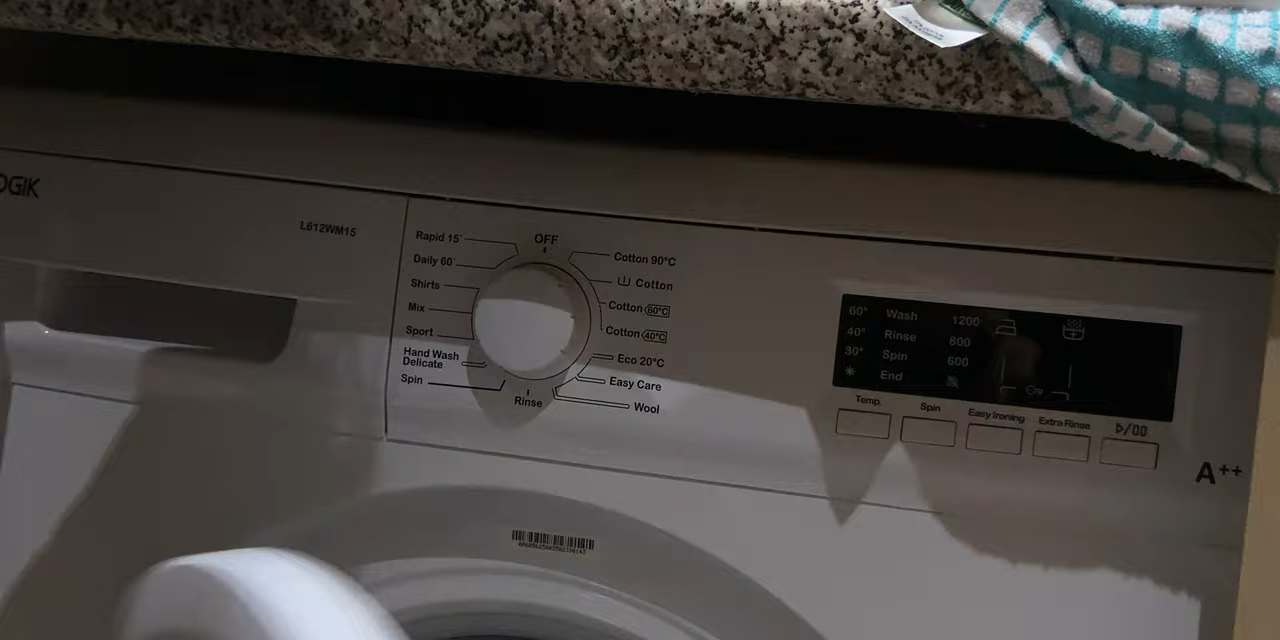 OGIK
L612WM15
OFF
Rapid 15'
Daily 60'
Shirts
Mix
Sport
Hand Wash
Delicate
Spin
Rinse
Cotton 90°C
Cotton
Cotton 60°C
Cotton 40°C
Eco 20°C
Easy Care
Wool
60° Wash 1200
40° Rinse 800
30° Spin 600
End
Temp. Spin Easy Ironing Extra Rinse
A++